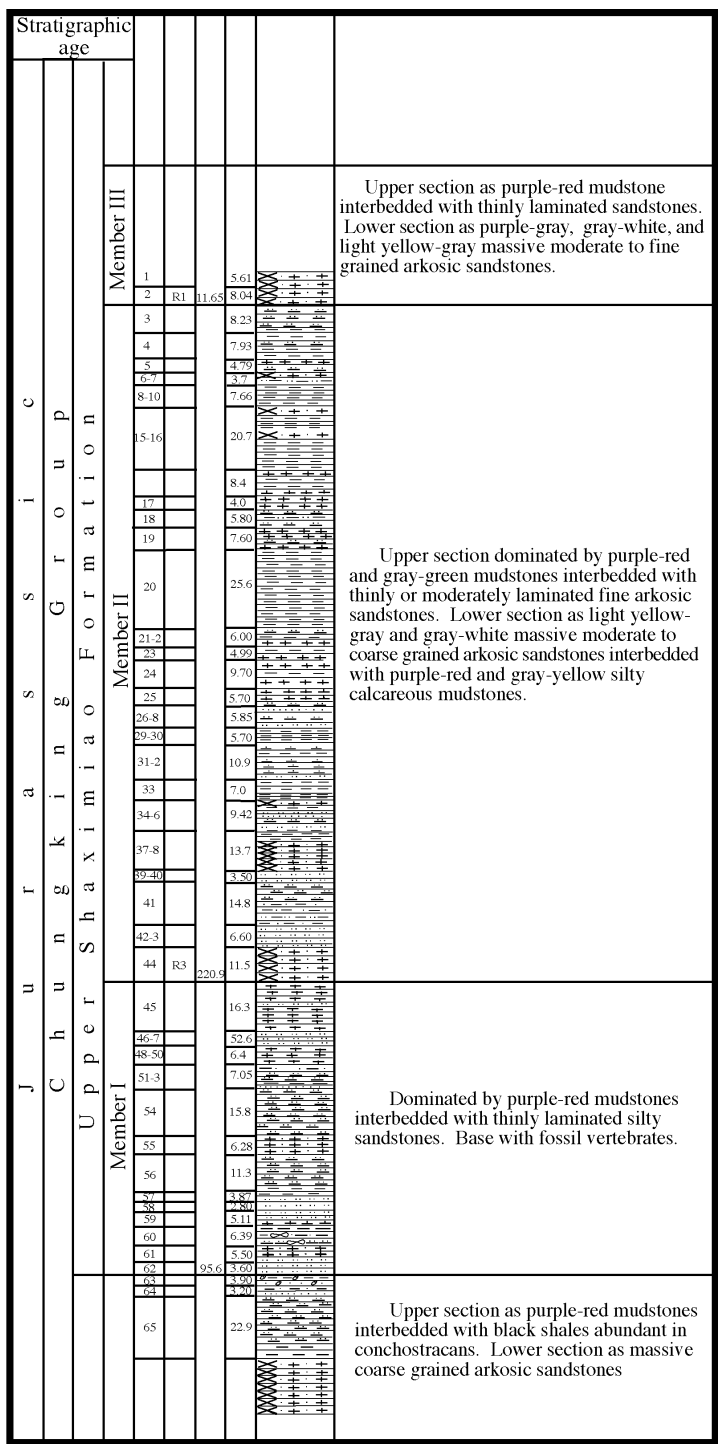 Stratigraphic
age
Jurassic
Chungking Group
Upper Shaximiao Formation
Member III
1 5.61
2 R1 11.65 8.04
Upper section as purple-red mudstone
interbedded with thinly laminated sandstones.
Lower section as purple-gray, gray-white, and
light yellow-gray massive moderate to fine
grained arkosic sandstones.
Member II
3 8.23
4 7.93
5 4.79
6-7 3.7
8-10 7.66
15-16 20.7
8.4
17 4.0
18 5.80
19 7.60
20 25.6
21-2 6.00
23 4.99
24 9.70
25 5.70
26-8 5.85
29-30 5.70
31-2 10.9
33 7.0
34-6 9.42
37-8 13.7
39-40 3.50
41 14.8
42-3 6.60
44 R3 220.9 11.5
Upper section dominated by purple-red
and gray-green mudstones interbedded with
thinly or moderately laminated fine arkosic
sandstones. Lower section as light yellow-
gray and gray-white massive moderate to
coarse grained arkosic sandstones interbedded
with purple-red and gray-yellow silty
calcareous mudstones.
Member I
45 16.3
46-7 52.6
48-50 6.4
51-3 7.05
54 15.8
55 6.28
56 11.3
57 3.87
58 2.80
59 5.11
60 6.39
61 5.50
62 95.6 3.60
Dominated by purple-red mudstones
interbedded with thinly laminated silty
sandstones. Base with fossil vertebrates.
63 3.90
64 3.20
65 22.9
Upper section as purple-red mudstones
interbedded with black shales abundant in
conchostracans. Lower section as massive
coarse grained arkosic sandstones